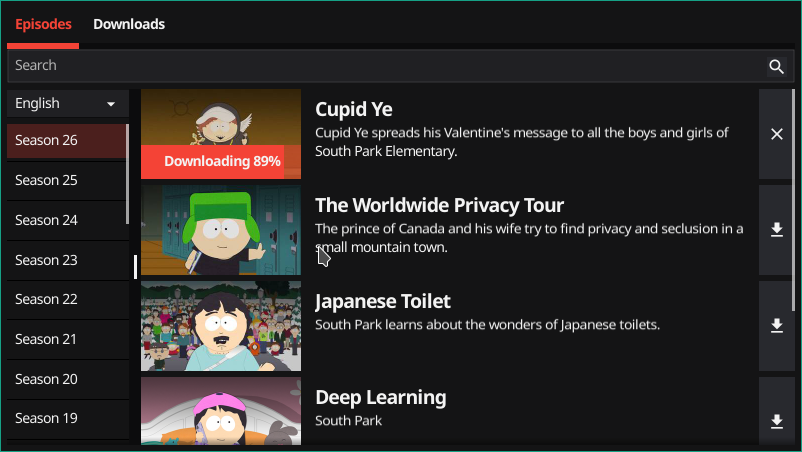 Episodes Downloads
Search
English
Season 26
Season 25
Season 24
Season 23
Season 22
Season 21
Season 20
Season 19
Downloading 89%
Cupid Ye
Cupid Ye spreads his Valentine's message to all the boys and girls of
South Park Elementary.
The Worldwide Privacy Tour
The prince of Canada and his wife try to find privacy and seclusion in a
small mountain town.
Japanese Toilet
South Park learns about the wonders of Japanese toilets.
Deep Learning
South Park